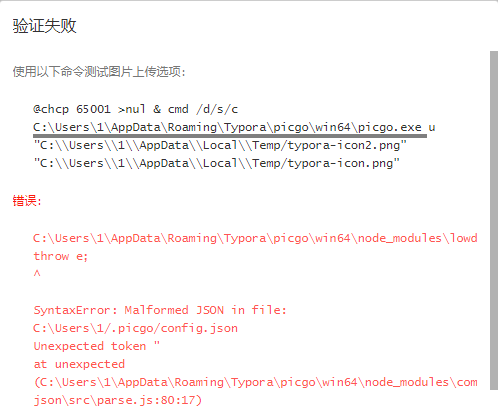 验证失败
使用以下命令测试图片上传选项:
@chcp 65001 >nul & cmd /d/s/c
C:\Users\1\AppData\Roaming\Typora\picgo\win64\picgo.exe u
"C:\\Users\\1\\AppData\\Local\\Temp/typora-icon2.png"
"C:\\Users\\1\\AppData\\Local\\Temp/typora-icon.png"
错误:
C:\Users\1\AppData\Roaming\Typora\picgo\win64\node_modules\lowd
throw e;
^
SyntaxError: Malformed JSON in file:
C:\Users\1/.picgo/config.json
Unexpected token "
at unexpected
(C:\Users\1\AppData\Roaming\Typora\picgo\win64\node_modules\com
json\src\parse.js:80:17)